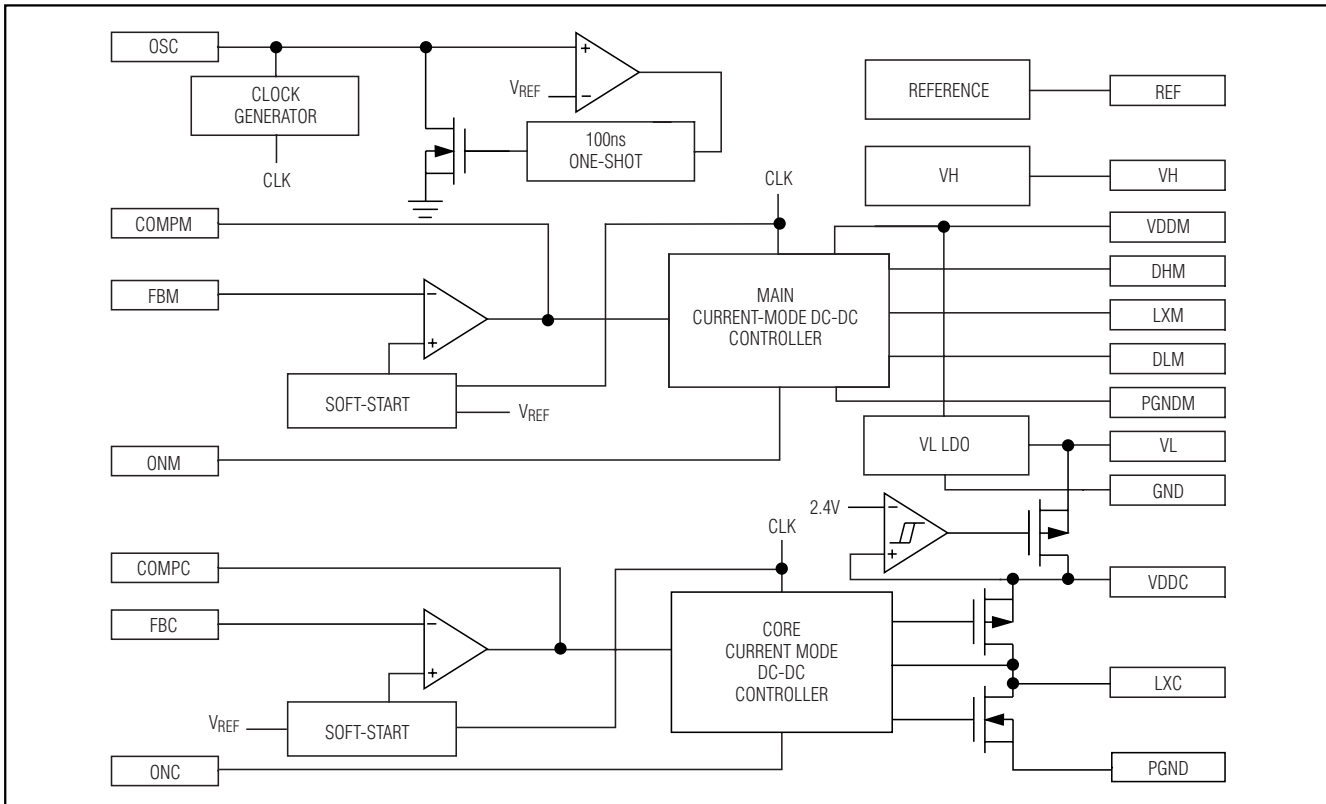 OSC
CLOCK
GENERATOR
CLK
VREF
+
−
100ns
ONE-SHOT
REFERENCE
REF
VH
VH
COMPM
FBM
−
+
SOFT-START
VREF
ONM
CLK
MAIN
CURRENT-MODE DC-DC
CONTROLLER
VDDM
DHM
LXM
DLM
PGNDM
VL LDO
VL
GND
2.4V
−
+
VDDC
COMPC
FBC
−
+
VREF
SOFT-START
ONC
CLK
CORE
CURRENT MODE
DC-DC
CONTROLLER
LXC
PGND